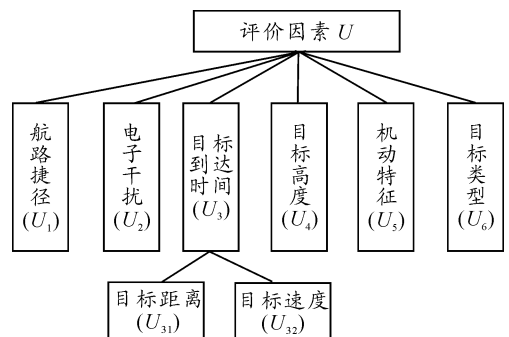 评价因素 U
航路捷径 (U₁)
电子干扰 (U₂)
目标到达时间 (U₃)
目标高度 (U₄)
机动特征 (U₅)
目标类型 (U₆)
目标距离
(U₃₁)
目标速度
(U₃₂)